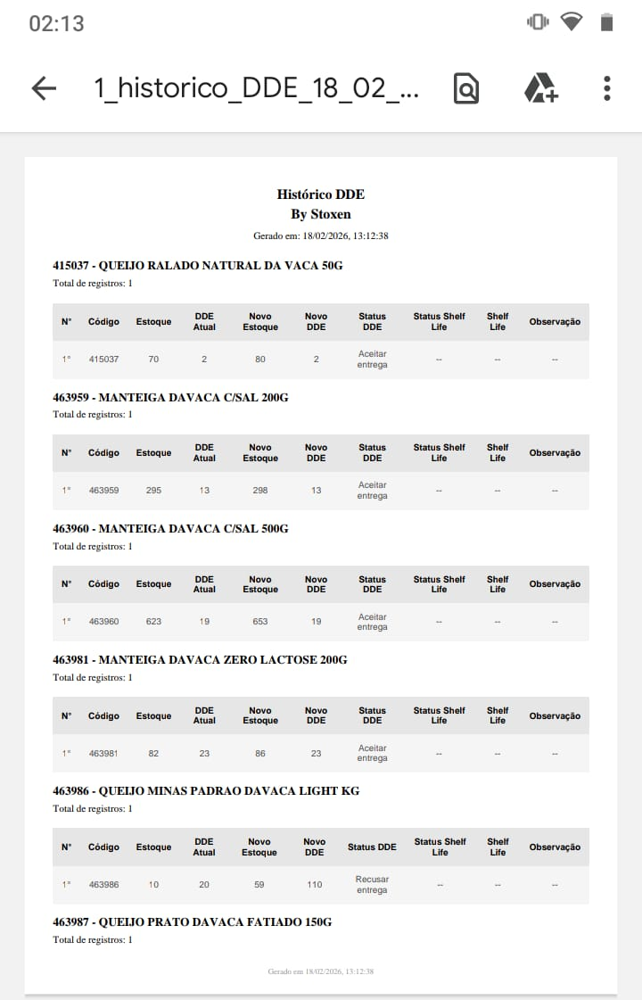 02:13
1_historico_DDE_18_02_...
Histórico DDE
By Stoxen
Gerado em: 18/02/2026, 13:12:38
415037 - QUEIJO RALADO NATURAL DA VACA 50G
Total de registros: 1
N° Código Estoque DDE Atual Novo Estoque Novo DDE Status DDE Status Shelf Life Shelf Life Observação
1° 415037 70 2 80 2 Aceitar entrega -- -- --
463959 - MANTEIGA DAVACA C/SAL 200G
Total de registros: 1
N° Código Estoque DDE Atual Novo Estoque Novo DDE Status DDE Status Shelf Life Shelf Life Observação
1° 463959 295 13 298 13 Aceitar entrega -- -- --
463960 - MANTEIGA DAVACA C/SAL 500G
Total de registros: 1
N° Código Estoque DDE Atual Novo Estoque Novo DDE Status DDE Status Shelf Life Shelf Life Observação
1° 463960 623 19 653 19 Aceitar entrega -- -- --
463981 - MANTEIGA DAVACA ZERO LACTOSE 200G
Total de registros: 1
N° Código Estoque DDE Atual Novo Estoque Novo DDE Status DDE Status Shelf Life Shelf Life Observação
1° 463981 82 23 86 23 Aceitar entrega -- -- --
463986 - QUEIJO MINAS PADRAO DAVACA LIGHT KG
Total de registros: 1
N° Código Estoque DDE Atual Novo Estoque Novo DDE Status DDE Status Shelf Life Shelf Life Observação
1° 463986 10 20 59 110 Recusar entrega -- -- --
463987 - QUEIJO PRATO DAVACA FATIADO 150G
Total de registros: 1
Gerado em 18/02/2026, 13:12:38